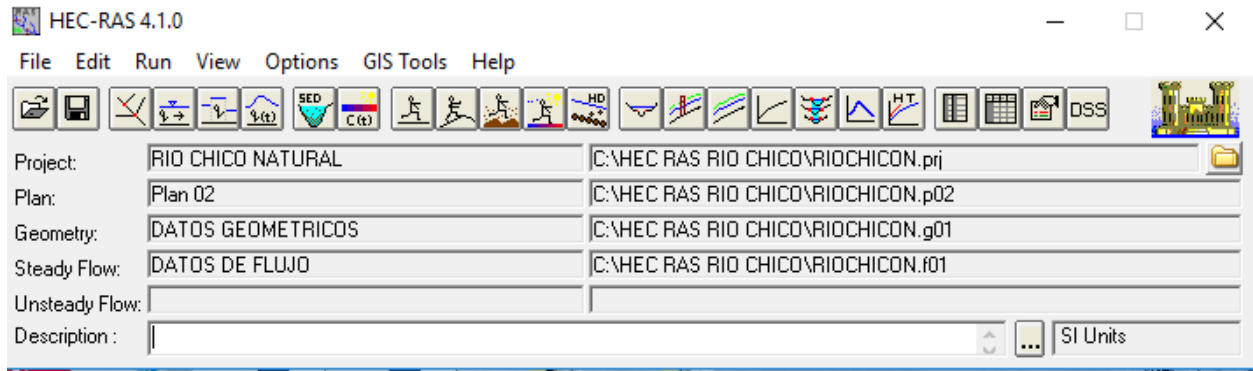 HEC-RAS 4.1.0
File Edit Run View Options GIS Tools Help
SED C(t) HD HT DSS
Project: RIO CHICO NATURAL C:\HEC RAS RIO CHICO\RIOCHICON.prj
Plan: Plan 02 C:\HEC RAS RIO CHICO\RIOCHICON.p02
Geometry: DATOS GEOMETRICOS C:\HEC RAS RIO CHICO\RIOCHICON.g01
Steady Flow: DATOS DE FLUJO C:\HEC RAS RIO CHICO\RIOCHICON.f01
Unsteady Flow:
Description : ... SI Units